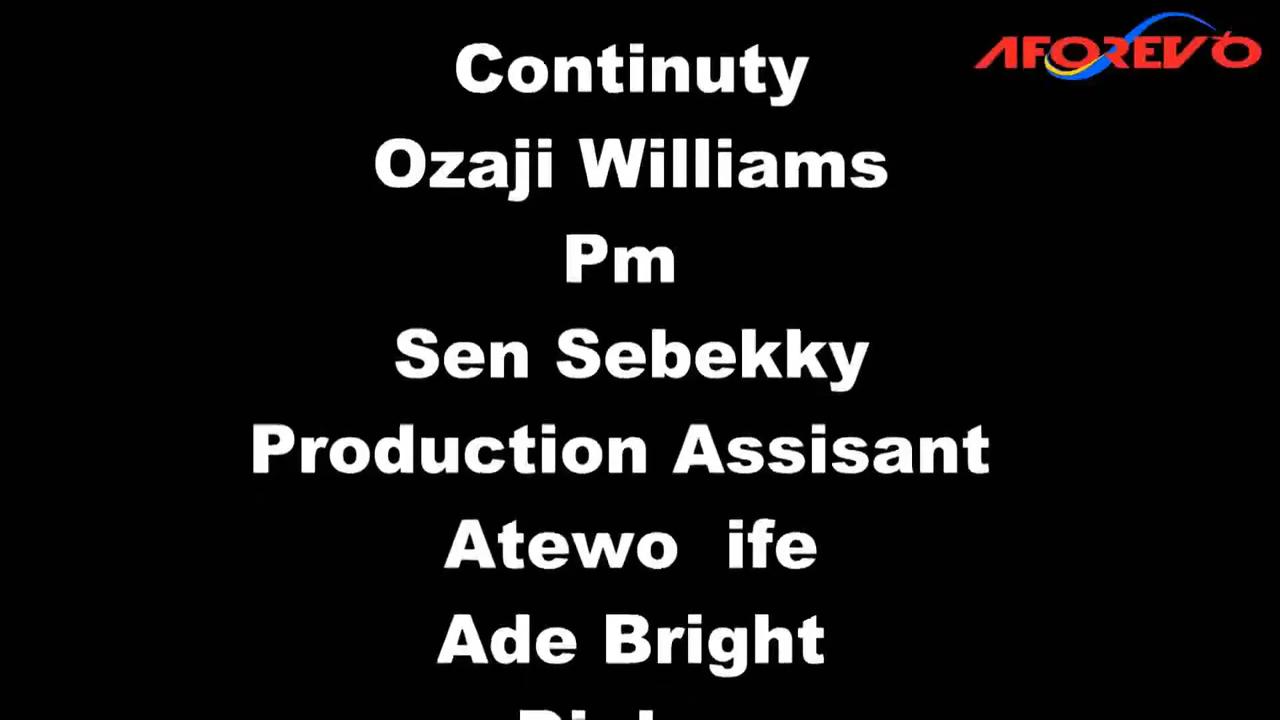 AFOREVO
Continuty
Ozaji Williams
Pm
Sen Sebekky
Production Assisant
Atewo  ife
Ade Bright